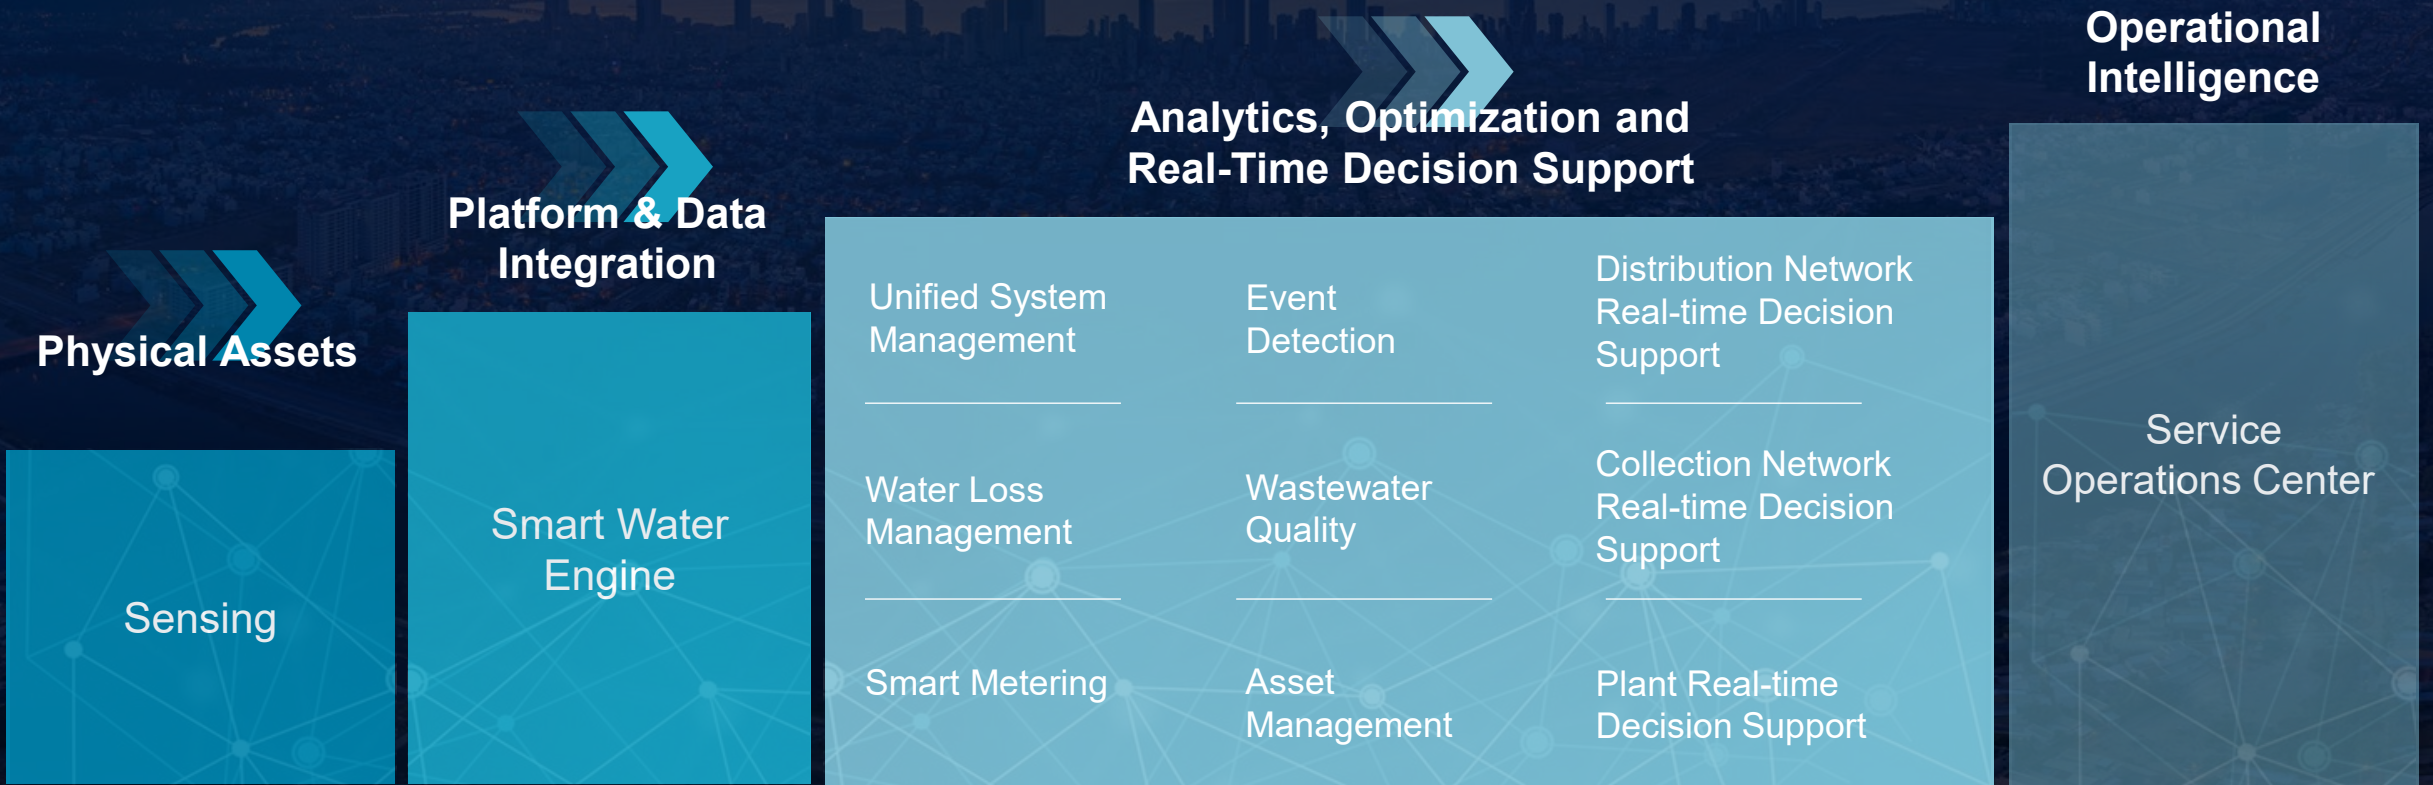 Physical Assets
Sensing
Platform & Data
Integration
Smart Water
Engine
Analytics, Optimization and
Real-Time Decision Support
Unified System
Management
Water Loss
Management
Smart Metering
Event
Detection
Wastewater
Quality
Asset
Management
Distribution Network
Real-time Decision
Support
Collection Network
Real-time Decision
Support
Plant Real-time
Decision Support
Operational
Intelligence
Service
Operations Center